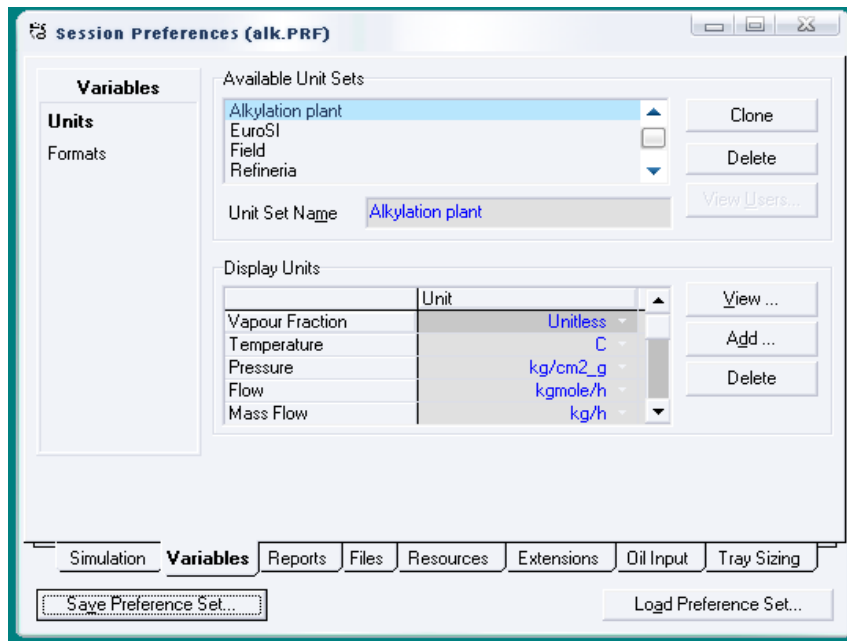 Session Preferences (alk.PRF)
Variables
Units
Formats
Available Unit Sets
Alkylation plant
EuroSI
Field
Refineria
Clone
Delete
View Users...
Unit Set Name Alkylation plant
Display Units
Unit
Vapour Fraction Unitless
Temperature C
Pressure kg/cm2_g
Flow kgmole/h
Mass Flow kg/h
View ...
Add ...
Delete
Simulation Variables Reports Files Resources Extensions Oil Input Tray Sizing
Save Preference Set... Load Preference Set...